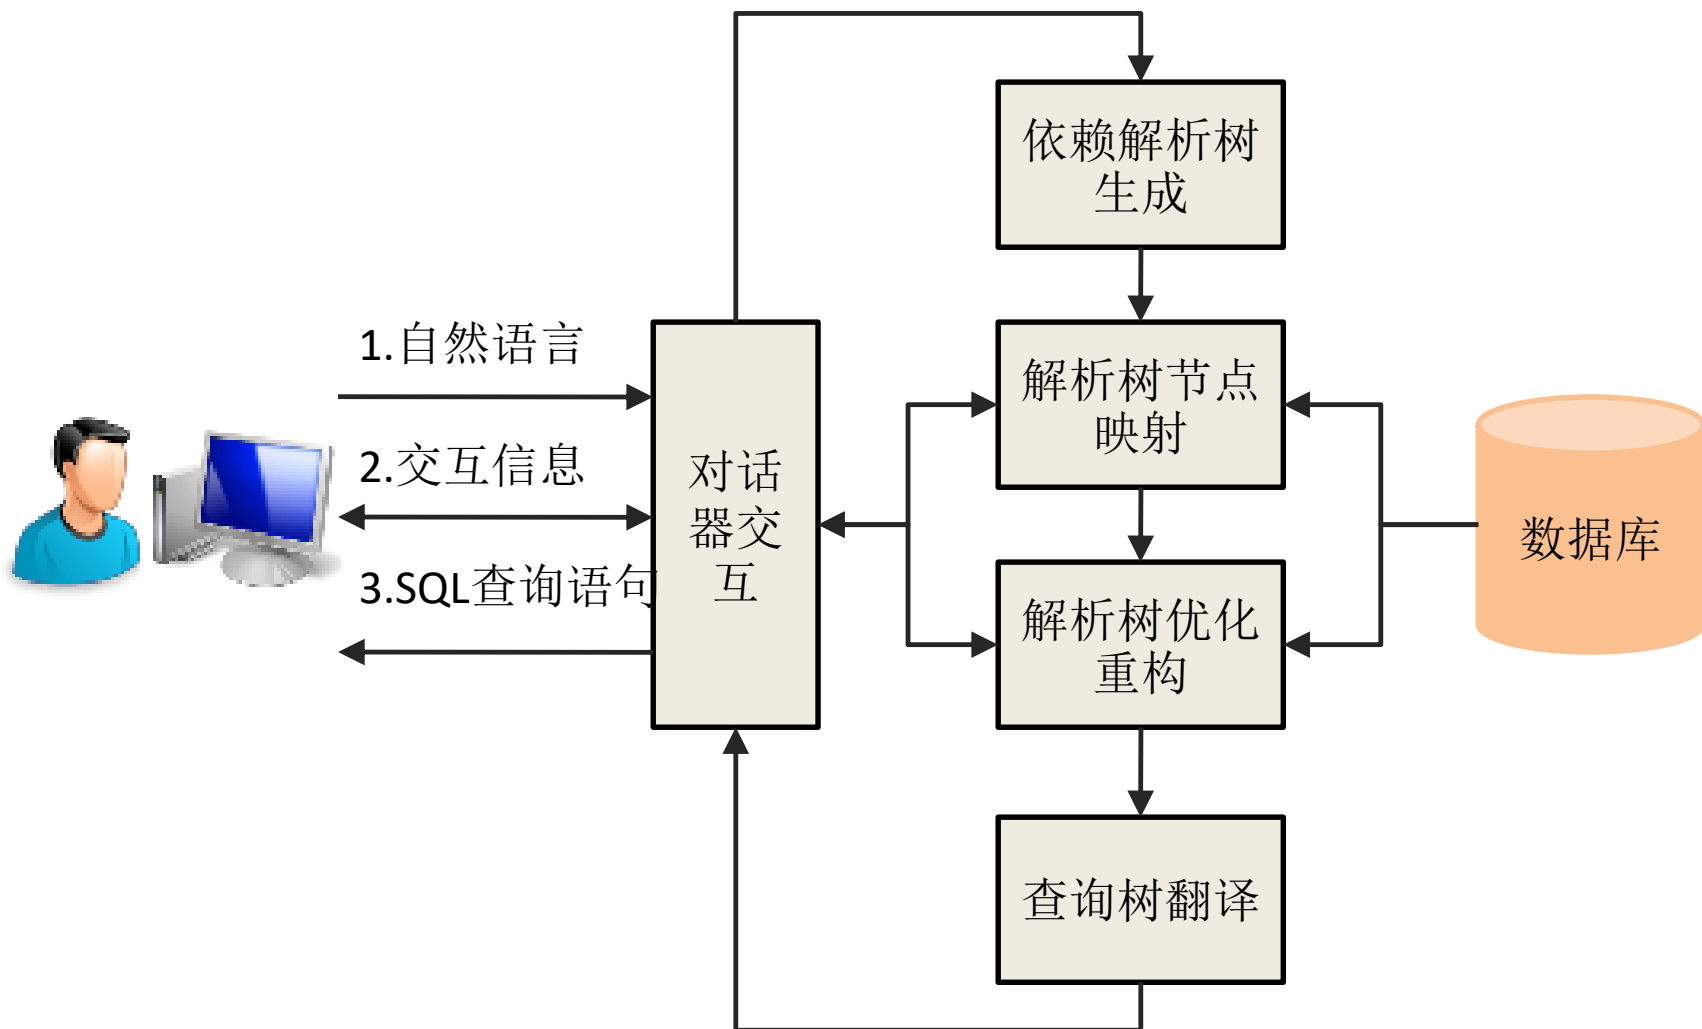 依赖解析树
生成
1.自然语言
2.交互信息
3.SQL查询语句
对话
器交
互
解析树节点
映射
解析树优化
重构
查询树翻译
数据库